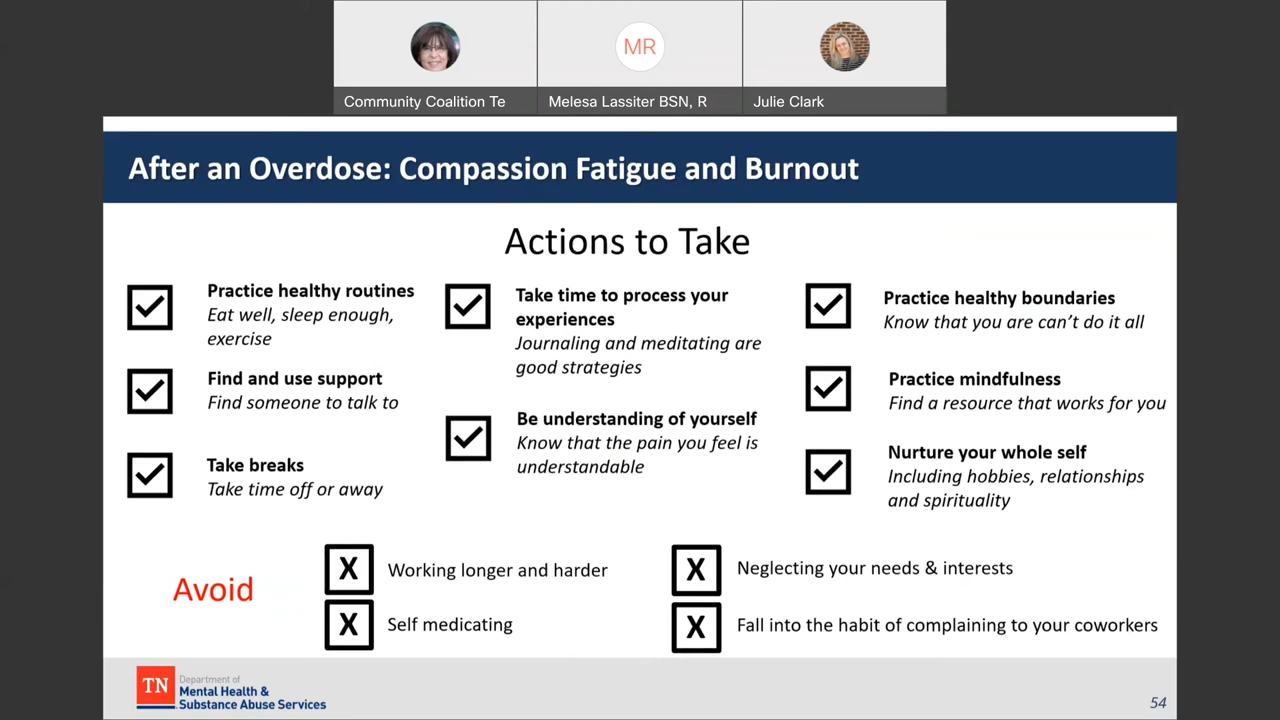 Community Coalition Te
MR
Melesa Lassiter BSN, R
Julie Clark
After an Overdose: Compassion Fatigue and Burnout
Actions to Take
Practice healthy routines
Eat well, sleep enough,
exercise
Find and use support
Find someone to talk to
Take breaks
Take time off or away
Take time to process your
experiences
Journaling and meditating are
good strategies
Be understanding of yourself
Know that the pain you feel is
understandable
Practice healthy boundaries
Know that you are can't do it all
Practice mindfulness
Find a resource that works for you
Nurture your whole self
Including hobbies, relationships
and spirituality
Avoid
X Working longer and harder
X Self medicating
X Neglecting your needs & interests
X Fall into the habit of complaining to your coworkers
TN
Department of
Mental Health &
Substance Abuse Services
54